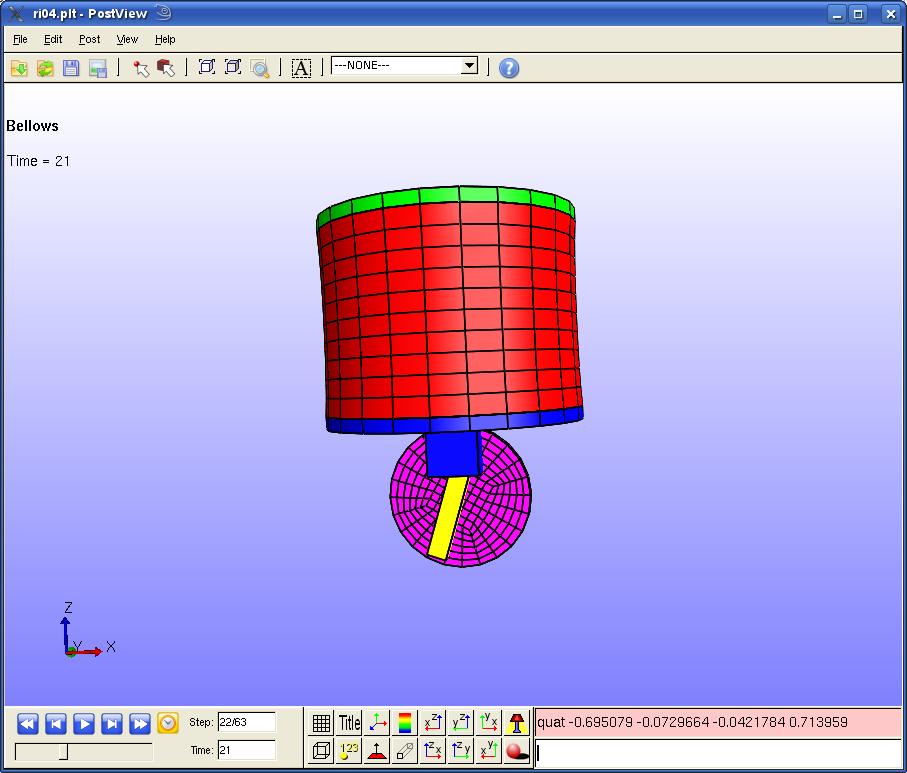 ri04.plt - PostView
File Edit Post View Help
A ---NONE--- ?
Bellows
Time = 21
Z
Y X
Step: 22/63
Time: 21
Title
123
quat -0.695079 -0.0729664 -0.0421784 0.713959